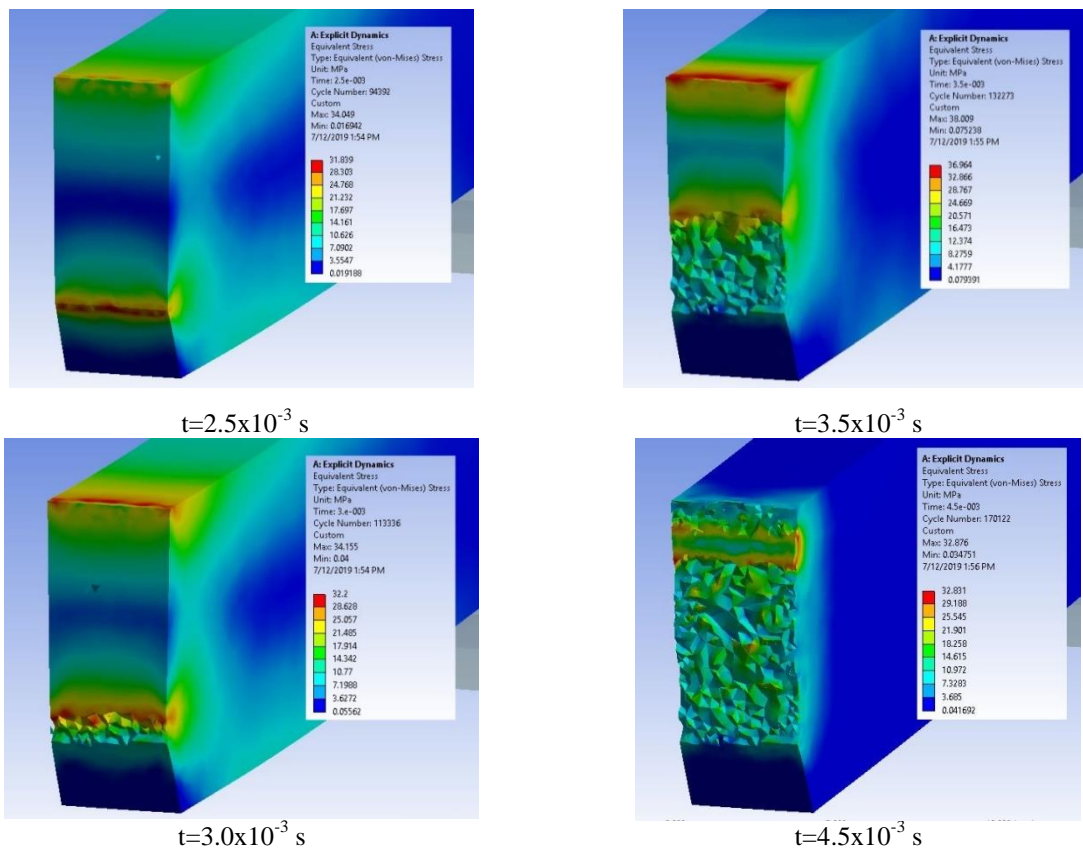 A: Explicit Dynamics
Equivalent Stress
Type: Equivalent (von-Mises) Stress
Unit: MPa
Time: 2.5e-003
Cycle Number: 94392
Custom
Max: 34.049
Min: 0.016942
7/12/2019 1:54 PM
31.839
28.303
24.768
21.232
17.697
14.161
10.626
7.0902
3.5547
0.019188
t=2.5x10⁻³ s
A: Explicit Dynamics
Equivalent Stress
Type: Equivalent (von-Mises) Stress
Unit: MPa
Time: 3.5e-003
Cycle Number: 132273
Custom
Max: 38.009
Min: 0.075238
7/12/2019 1:55 PM
36.964
32.866
28.767
24.669
20.571
16.473
12.374
8.2759
4.1777
0.079391
t=3.5x10⁻³ s
A: Explicit Dynamics
Equivalent Stress
Type: Equivalent (von-Mises) Stress
Unit: MPa
Time: 3.e-003
Cycle Number: 113336
Custom
Max: 34.155
Min: 0.04
7/12/2019 1:54 PM
32.2
28.628
25.057
21.485
17.914
14.342
10.77
7.1988
3.6272
0.05562
t=3.0x10⁻³ s
A: Explicit Dynamics
Equivalent Stress
Type: Equivalent (von-Mises) Stress
Unit: MPa
Time: 4.5e-003
Cycle Number: 170122
Custom
Max: 32.876
Min: 0.034751
7/12/2019 1:56 PM
32.831
29.188
25.545
21.901
18.258
14.615
10.972
7.3283
3.685
0.041692
t=4.5x10⁻³ s